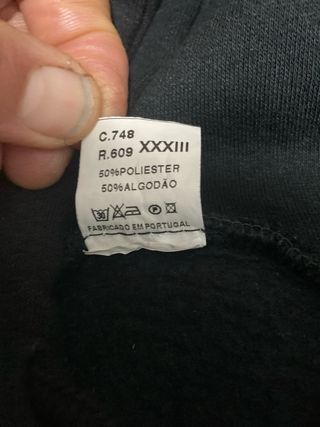 C.748
R.609 XXXIII
50%POLIESTER
50%ALGODÃO
FABRICADO EM PORTUGAL